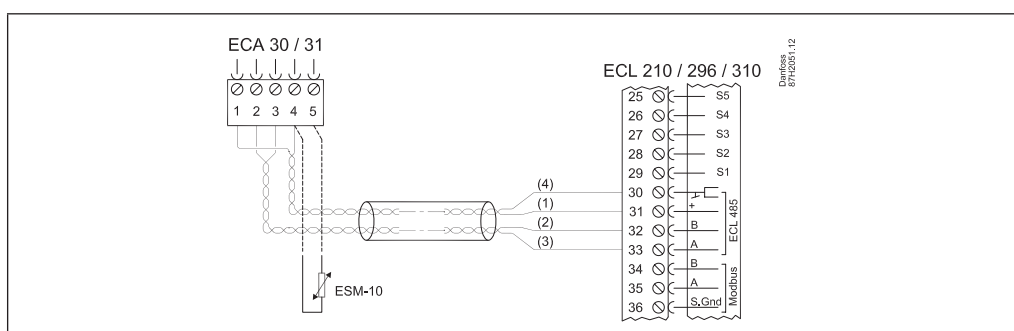 ECA 30 / 31
1 2 3 4 5
ESM-10
(4)
(1)
(2)
(3)
Danfoss
87H2051.12
ECL 210 / 296 / 310
25 S5
26 S4
27 S3
28 S2
29 S1
30
31 +
32 B
33 A
ECL 485
34 B
35 A
36 S.Gnd
Modbus